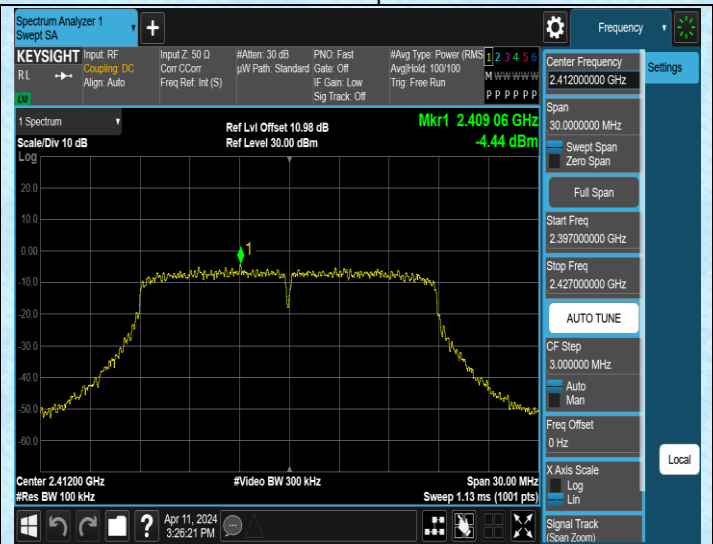 Spectrum Analyzer 1
Swept SA
Frequency
KEYSIGHT
RL
LXI
Input: RF
Coupling: DC
Align: Auto
Input Z: 50 Ω
Corr CCorr
Freq Ref: Int (S)
#Atten: 30 dB
µW Path: Standard
PNO: Fast
Gate: Off
IF Gain: Low
Sig Track: Off
#Avg Type: Power (RMS
Avg|Hold: 100/100
Trig: Free Run
1 2 3 4 5 6
M W W W W W
P P P P P P
1 Spectrum
Scale/Div 10 dB
Log
Ref Lvl Offset 10.98 dB
Ref Level 30.00 dBm
Mkr1 2.409 06 GHz
-4.44 dBm
20.0
10.0
0.00
-10.0
-20.0
-30.0
-40.0
-50.0
-60.0
1
Center 2.41200 GHz
#Res BW 100 kHz
#Video BW 300 kHz
Span 30.00 MHz
Sweep 1.13 ms (1001 pts)
?
Apr 11, 2024
3:26:21 PM
Center Frequency
2.412000000 GHz
Span
30.0000000 MHz
Swept Span
Zero Span
Full Span
Start Freq
2.397000000 GHz
Stop Freq
2.427000000 GHz
AUTO TUNE
CF Step
3.000000 MHz
Auto
Man
Freq Offset
0 Hz
X Axis Scale
Log
Lin
Signal Track
(Span Zoom)
Settings
Local